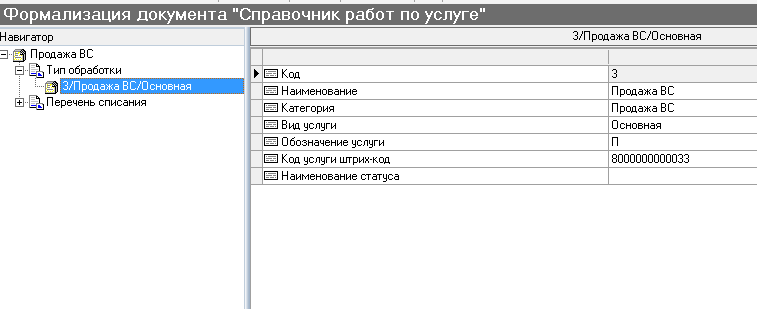 Формализация документа "Справочник работ по услуге"
Навигатор
3/Продажа ВС/Основная
Продажа ВС
Тип обработки
3/Продажа ВС/Основная
Перечень списания
Код 3
Наименование Продажа ВС
Категория Продажа ВС
Вид услуги Основная
Обозначение услуги П
Код услуги штрих-код 8000000000033
Наименование статуса